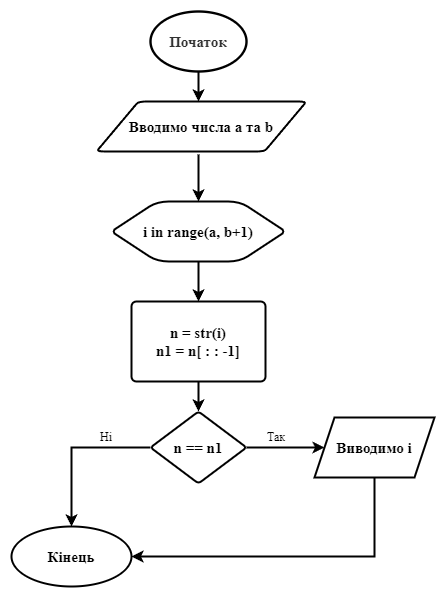 Початок
Вводимо числа a та b
i in range(a, b+1)
n = str(i)
n1 = n[ : : -1]
Ні
n == n1
Так
Виводимо i
Кінець